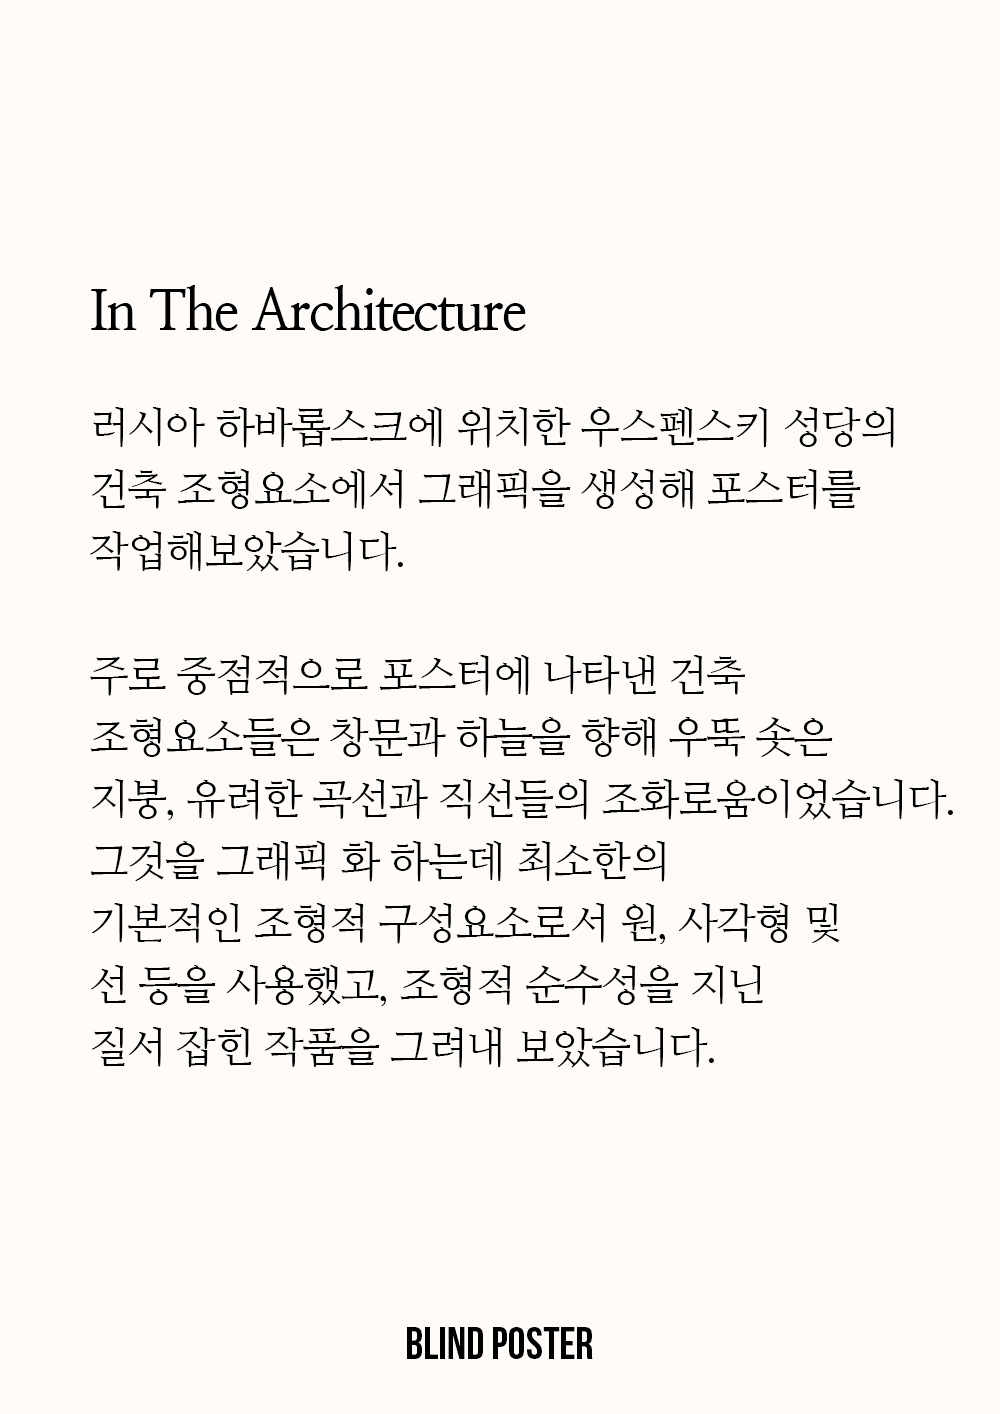 In The Architecture
러시아 하바롭스크에 위치한 우스펜스키 성당의
건축 조형요소에서 그래픽을 생성해 포스터를
작업해보았습니다.
주로 중점적으로 포스터에 나타낸 건축
조형요소들은 창문과 하늘을 향해 우뚝 솟은
지붕, 유려한 곡선과 직선들의 조화로움이었습니다.
그것을 그래픽 화 하는데 최소한의
기본적인 조형적 구성요소로서 원, 사각형 및
선 등을 사용했고, 조형적 순수성을 지닌
질서 잡힌 작품을 그려내 보았습니다.
BLIND POSTER